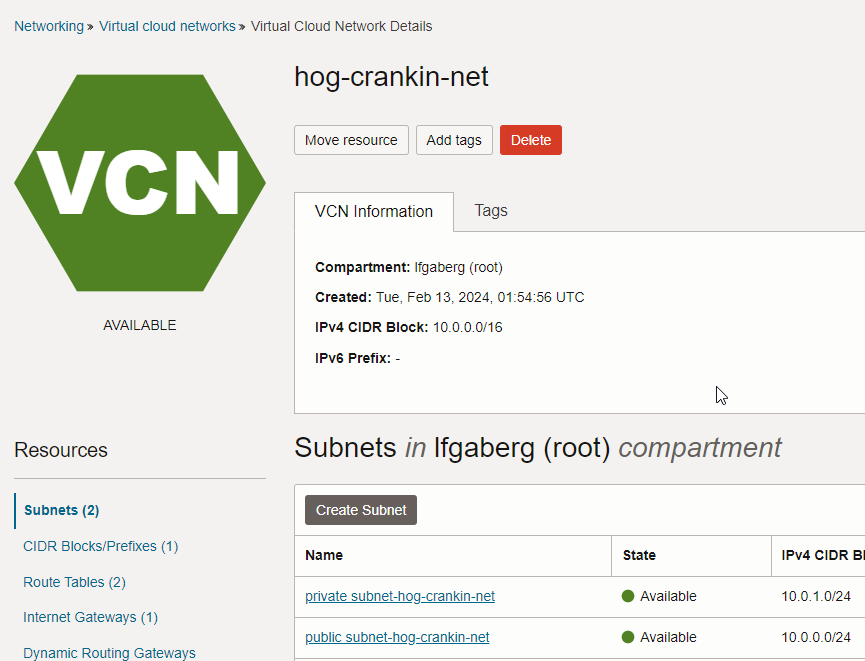 Networking » Virtual cloud networks » Virtual Cloud Network Details
VCN
AVAILABLE
hog-crankin-net
Move resource Add tags Delete
VCN Information Tags
Compartment: lfgaberg (root)
Created: Tue, Feb 13, 2024, 01:54:56 UTC
IPv4 CIDR Block: 10.0.0.0/16
IPv6 Prefix: -
Resources
Subnets (2)
CIDR Blocks/Prefixes (1)
Route Tables (2)
Internet Gateways (1)
Dynamic Routing Gateways
Subnets in lfgaberg (root) compartment
Create Subnet
Name State IPv4 CIDR
private subnet-hog-crankin-net Available 10.0.1.0/24
public subnet-hog-crankin-net Available 10.0.0.0/24